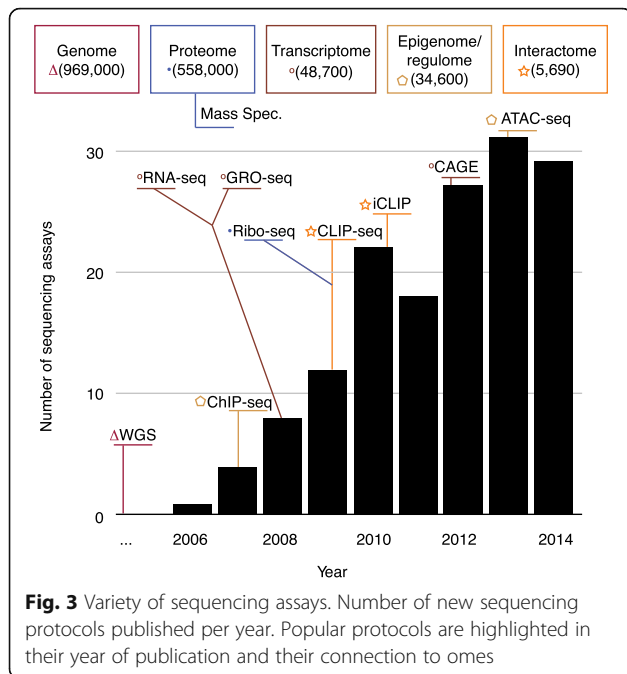 Genome
Δ(969,000)
Proteome
•(558,000)
Transcriptome
o(48,700)
Epigenome/
regulome
⬠(34,600)
Interactome
☆(5,690)
Mass Spec.
⬠ ATAC-seq
30
oRNA-seq
oGRO-seq
oCAGE
☆iCLIP
•Ribo-seq
☆CLIP-seq
20
Number of sequencing assays
10
⬠ChIP-seq
ΔWGS
0
... 2006 2008 2010 2012 2014
Year
Fig. 3 Variety of sequencing assays. Number of new sequencing
protocols published per year. Popular protocols are highlighted in
their year of publication and their connection to omes